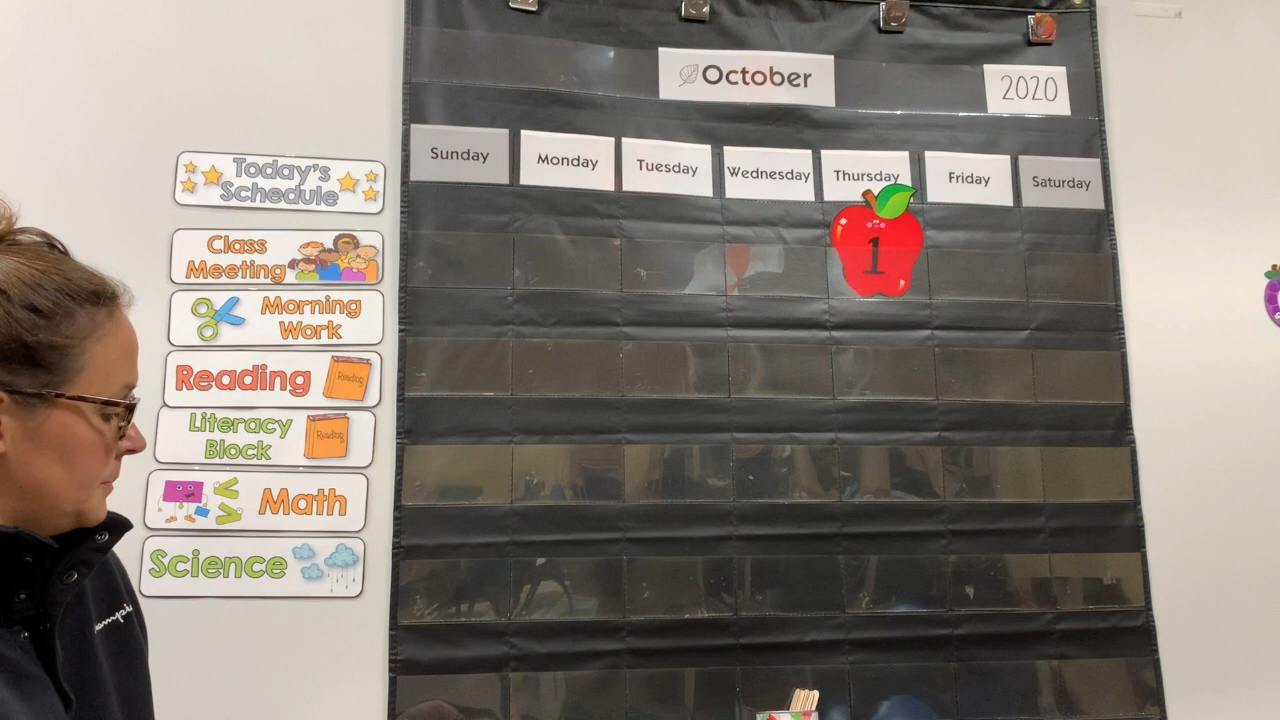 October
2020
Sunday
Monday
Tuesday
Wednesday
Thursday
Friday
Saturday
1
Today's
Schedule
Class
Meeting
Morning
Work
Reading
Reading
Literacy
Block
Reading
Math
Science